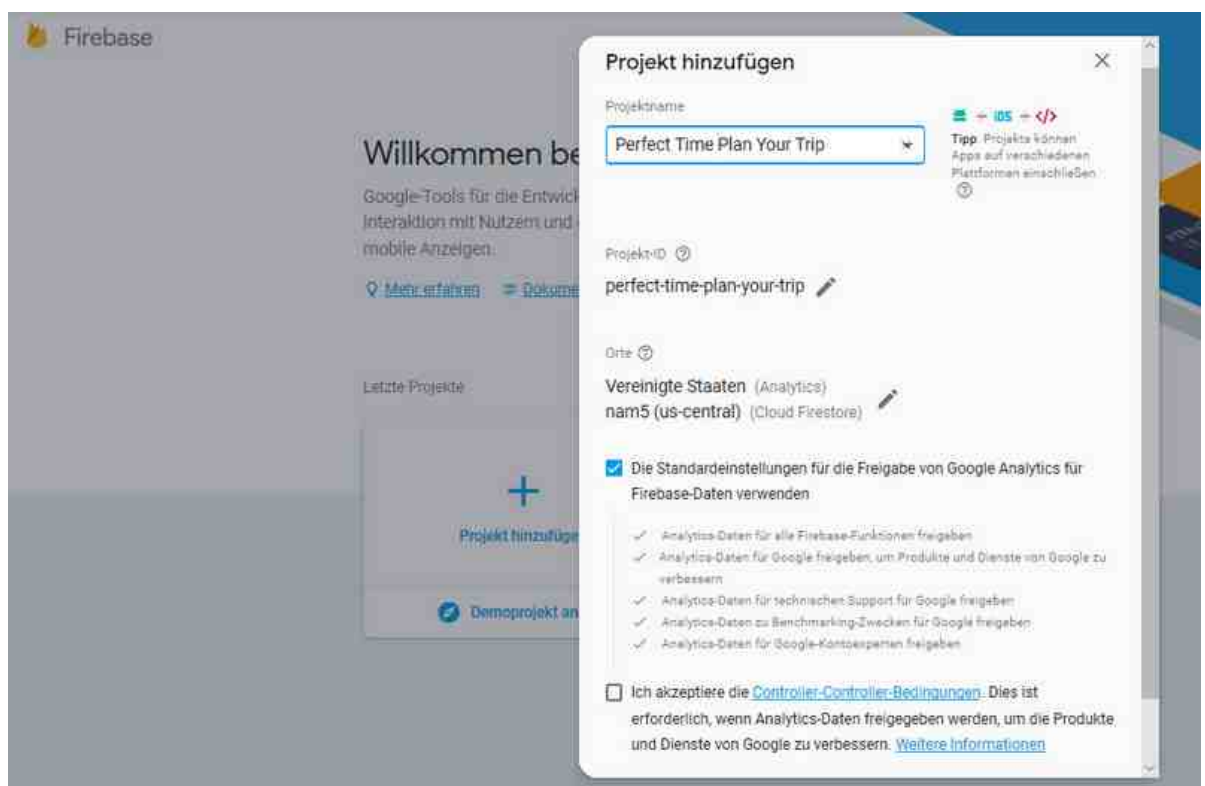 Firebase
Willkommen be
Google-Tools für die Entwick
Interaktion mit Nutzern und
mobile Anzeigen.
Mehr erfahren Dokume
Letzte Projekte
Projekt hinzufüge
Demoprojekt an
Projekt hinzufügen
Projektname
Perfect Time Plan Your Trip
iOS </>
Tipp: Projekte können
Apps auf verschiedenen
Plattformen einschließen
Projekt-ID
perfect-time-plan-your-trip
Orte
Vereinigte Staaten (Analytics)
nam5 (us-central) (Cloud Firestore)
Die Standardeinstellungen für die Freigabe von Google Analytics für
Firebase-Daten verwenden
Analytics-Daten für alle Firebase-Funktionen freigeben
Analytics-Daten für Google freigeben, um Produkte und Dienste von Google zu
verbessern
Analytics-Daten für technischen Support für Google freigeben
Analytics-Daten zu Benchmarking-Zwecken für Google freigeben
Analytics-Daten für Google-Kontoexperten freigeben
Ich akzeptiere die Controller-Controller-Bedingungen. Dies ist
erforderlich, wenn Analytics-Daten freigegeben werden, um die Produkte
und Dienste von Google zu verbessern. Weitere Informationen